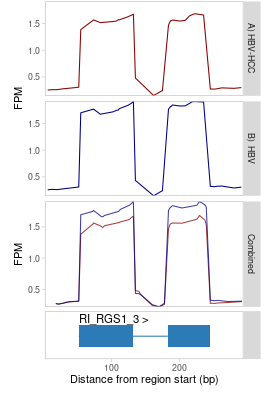 1.5
1.0
0.5
FPM
A) HBV-HCC
1.5
1.0
0.5
B) HBV
1.5
1.0
0.5
FPM
Combined
RI_RGS1_3 >
100 200
Distance from region start (bp)